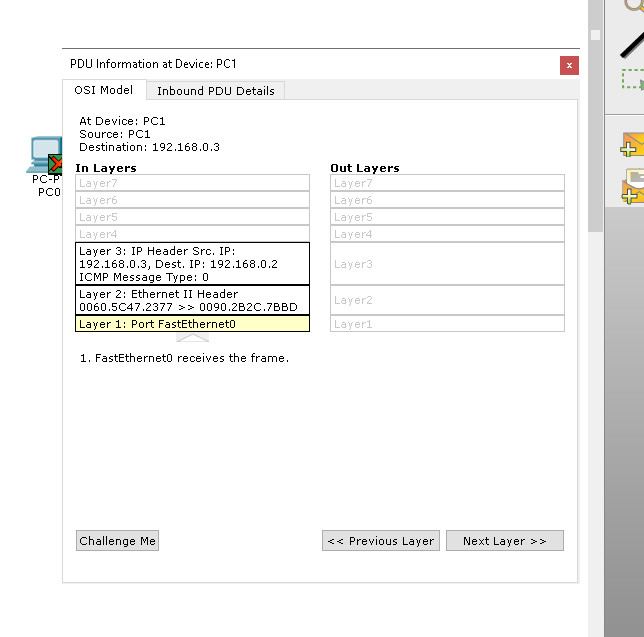 PDU Information at Device: PC1
x
OSI Model
Inbound PDU Details
At Device: PC1
Source: PC1
Destination: 192.168.0.3
In Layers
Out Layers
Layer7
Layer7
Layer6
Layer6
Layer5
Layer5
Layer4
Layer4
Layer 3: IP Header Src. IP:
192.168.0.3, Dest. IP: 192.168.0.2
ICMP Message Type: 0
Layer3
Layer 2: Ethernet II Header
0060.5C47.2377 >> 0090.2B2C.7BBD
Layer2
Layer 1: Port FastEthernet0
Layer1
1. FastEthernet0 receives the frame.
Challenge Me
<< Previous Layer
Next Layer >>
PC0